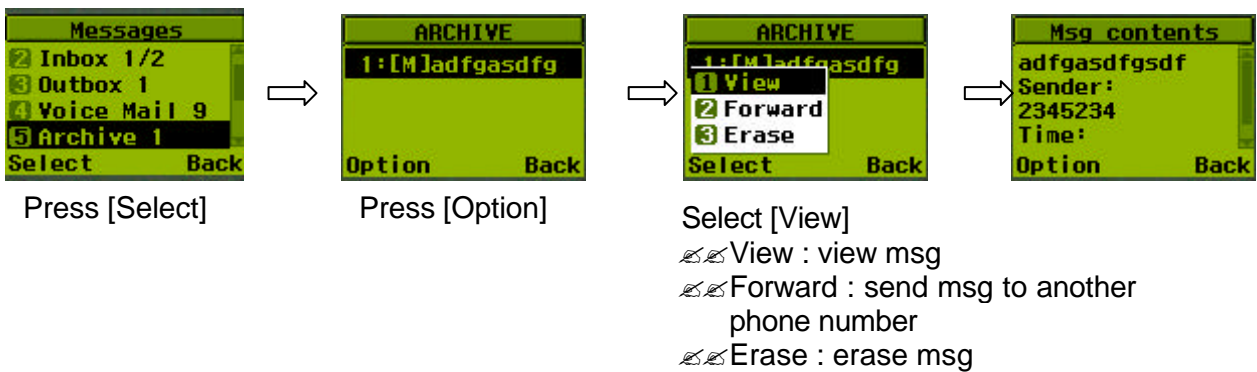 Messages
2 Inbox 1/2
3 Outbox 1
4 Voice Mail 9
5 Archive 1
Select Back
Press [Select]
ARCHIVE
1:[M]adfgasdfg
Option Back
Press [Option]
ARCHIVE
1:[M]adfgasdfg
1 View
2 Forward
3 Erase
Select Back
Select [View]
View : view msg
Forward : send msg to another
phone number
Erase : erase msg
Msg contents
adfgasdfgsdf
Sender:
2345234
Time:
Option Back